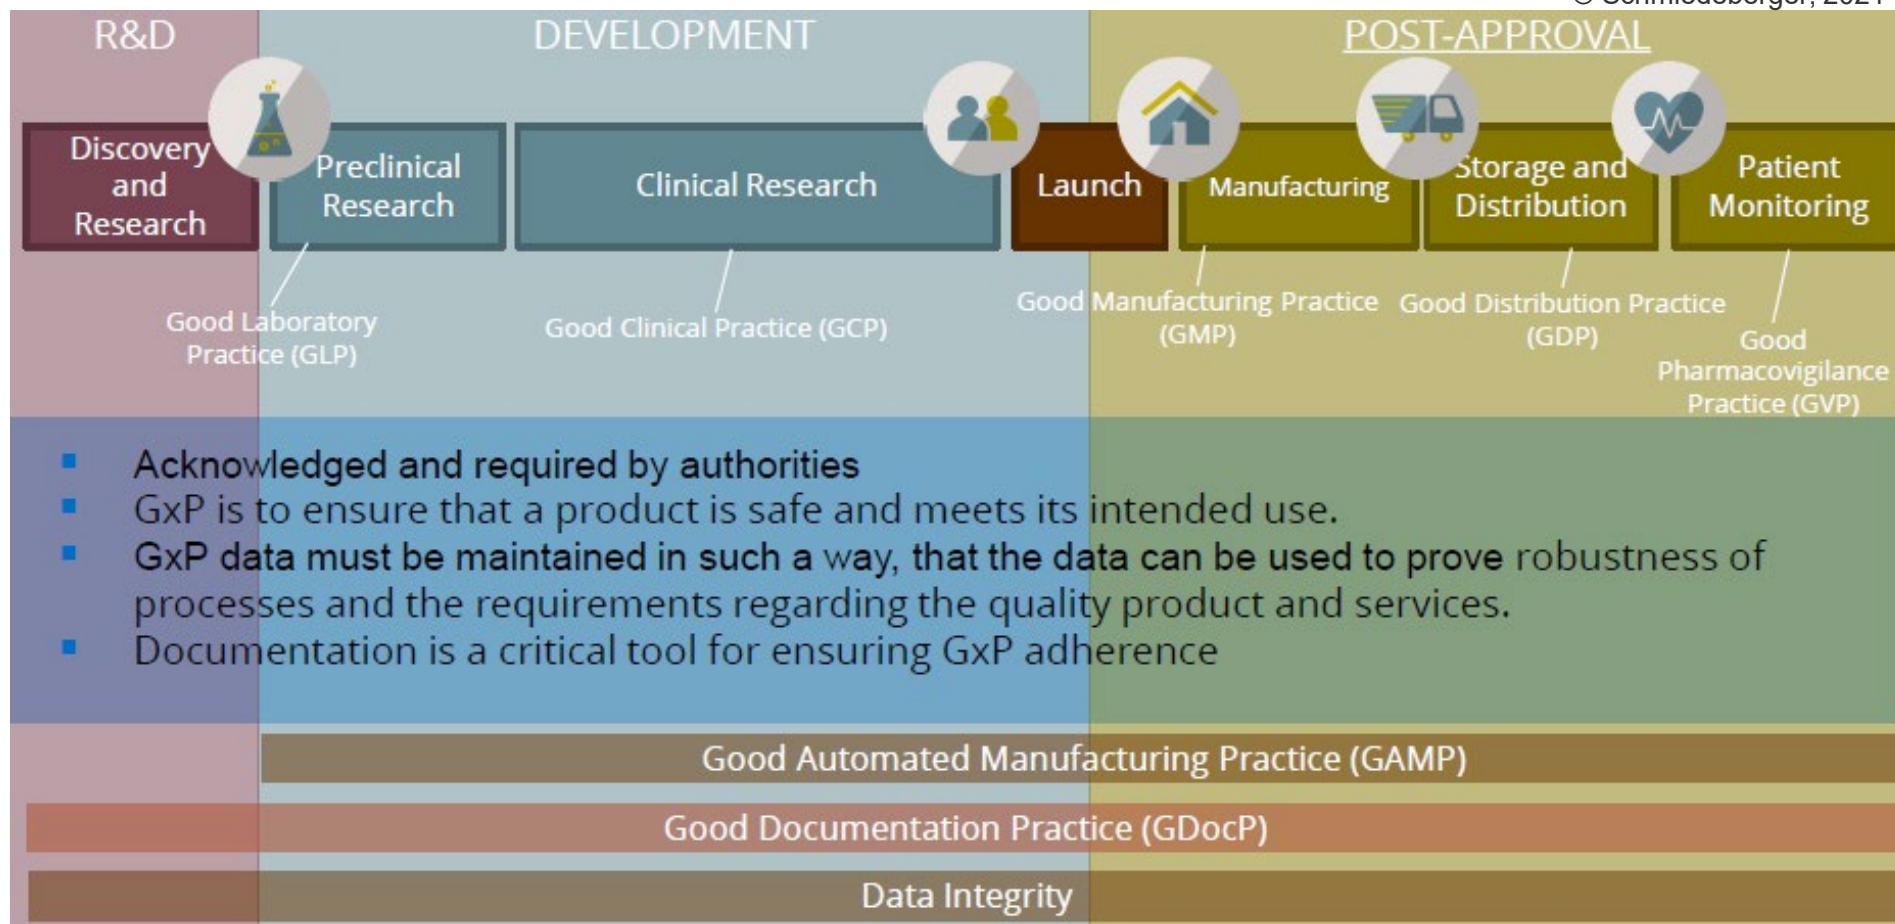 © Schmiedeberger, 2021
R&D
DEVELOPMENT
POST-APPROVAL
Discovery
and
Research
Preclinical
Research
Clinical Research
Launch
Manufacturing
Storage and
Distribution
Patient
Monitoring
Good Laboratory
Practice (GLP)
Good Clinical Practice (GCP)
Good Manufacturing Practice
(GMP)
Good Distribution Practice
(GDP)
Good
Pharmacovigilance
Practice (GVP)
Acknowledged and required by authorities
GxP is to ensure that a product is safe and meets its intended use.
GxP data must be maintained in such a way, that the data can be used to prove robustness of
processes and the requirements regarding the quality product and services.
Documentation is a critical tool for ensuring GxP adherence
Good Automated Manufacturing Practice (GAMP)
Good Documentation Practice (GDocP)
Data Integrity